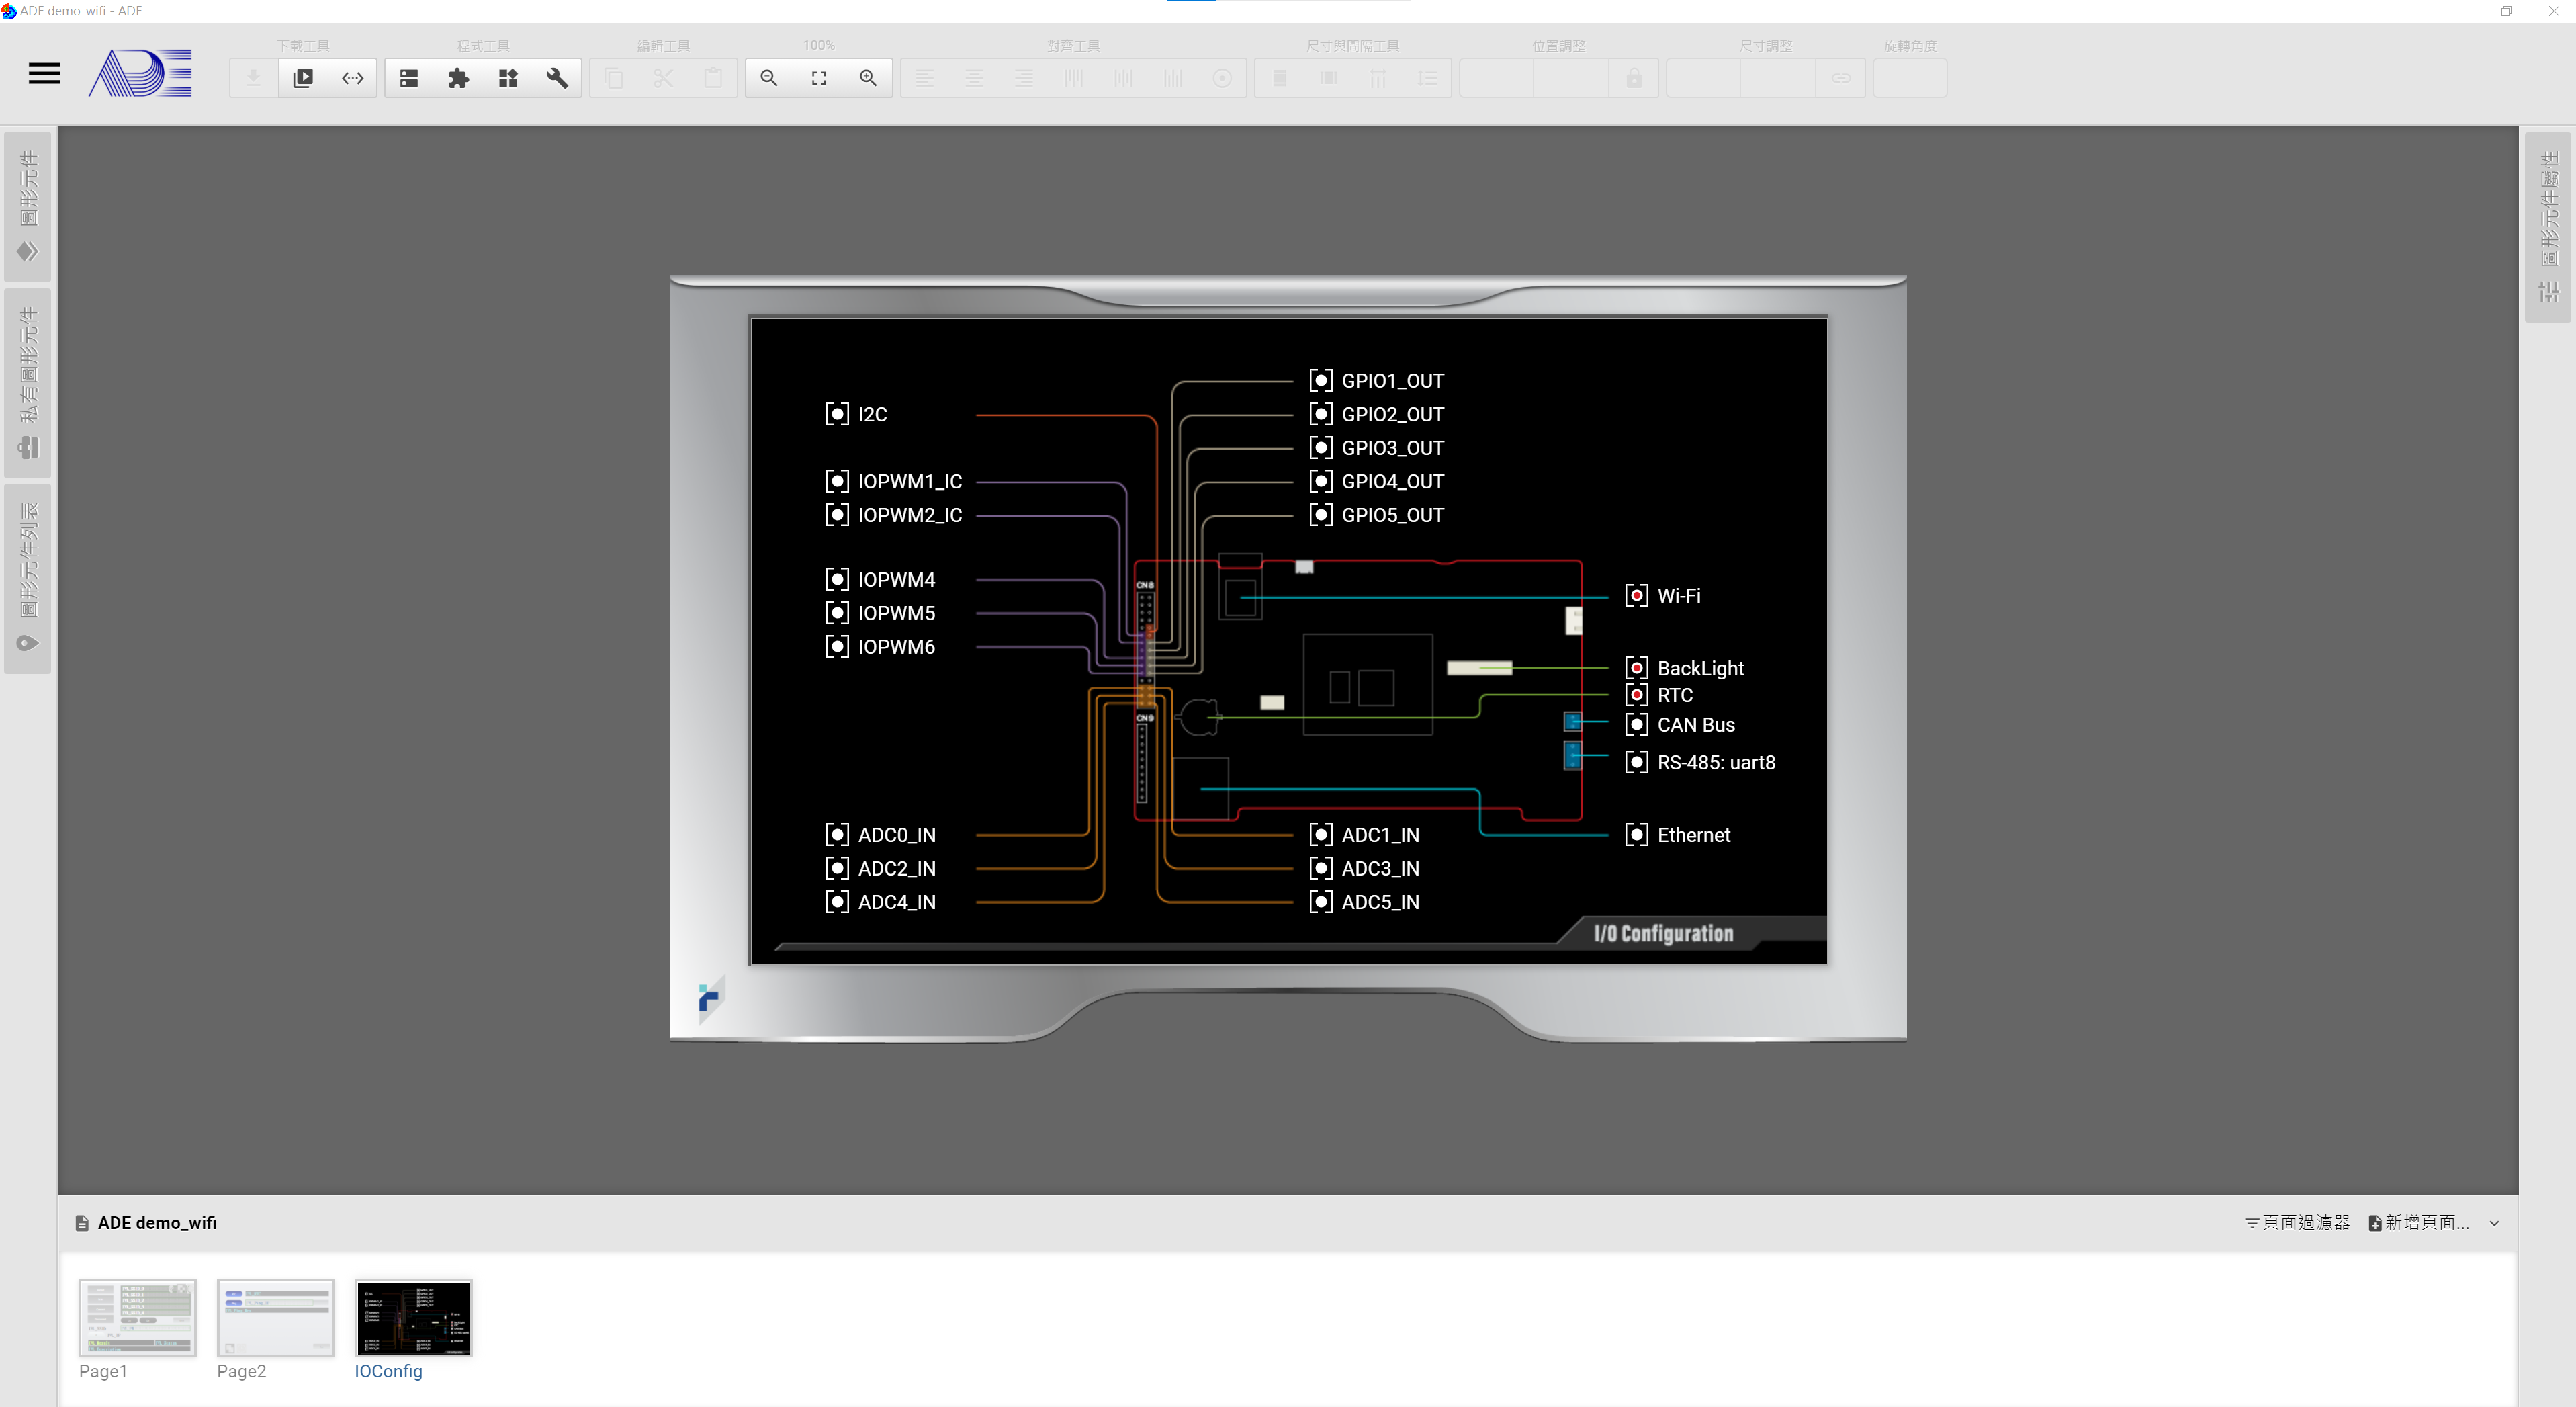 ADE demo_wifi - ADE
下載工具
程式工具
編輯工具
100%
對齊工具
尺寸與間隔工具
位置調整
尺寸調整
旋轉角度
ADE
圖形元件
私有圖形元件
圖形元件列表
圖形元件屬性
I2C
IOPWM1_IC
IOPWM2_IC
IOPWM4
IOPWM5
IOPWM6
GPIO1_OUT
GPIO2_OUT
GPIO3_OUT
GPIO4_OUT
GPIO5_OUT
CN8
CN9
Wi-Fi
BackLight
RTC
CAN Bus
RS-485: uart8
Ethernet
ADC0_IN
ADC2_IN
ADC4_IN
ADC1_IN
ADC3_IN
ADC5_IN
I/O Configuration
ADE demo_wifi
頁面過濾器
新增頁面...
Page1
Page2
IOConfig